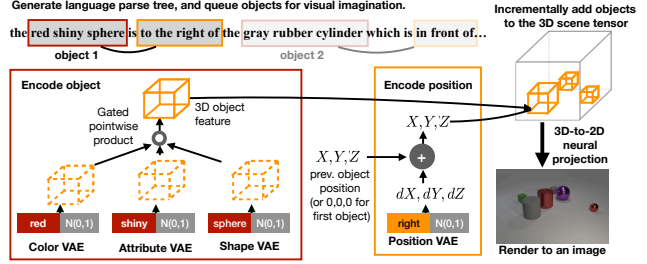 Generate language parse tree, and queue objects for visual imagination.
the red shiny sphere is to the right of the gray rubber cylinder which is in front of...
object 1
object 2
Incrementally add objects
to the 3D scene tensor
Encode object
3D object
feature
Gated
pointwise
product
red N(0,1)
shiny N(0,1)
sphere N(0,1)
Color VAE
Attribute VAE
Shape VAE
Encode position
X,Y,Z
X,Y,Z
+
prev. object
position
(or 0,0,0 for
first object)
dX, dY, dZ
right N(0,1)
Position VAE
3D-to-2D
neural
projection
Render to an image